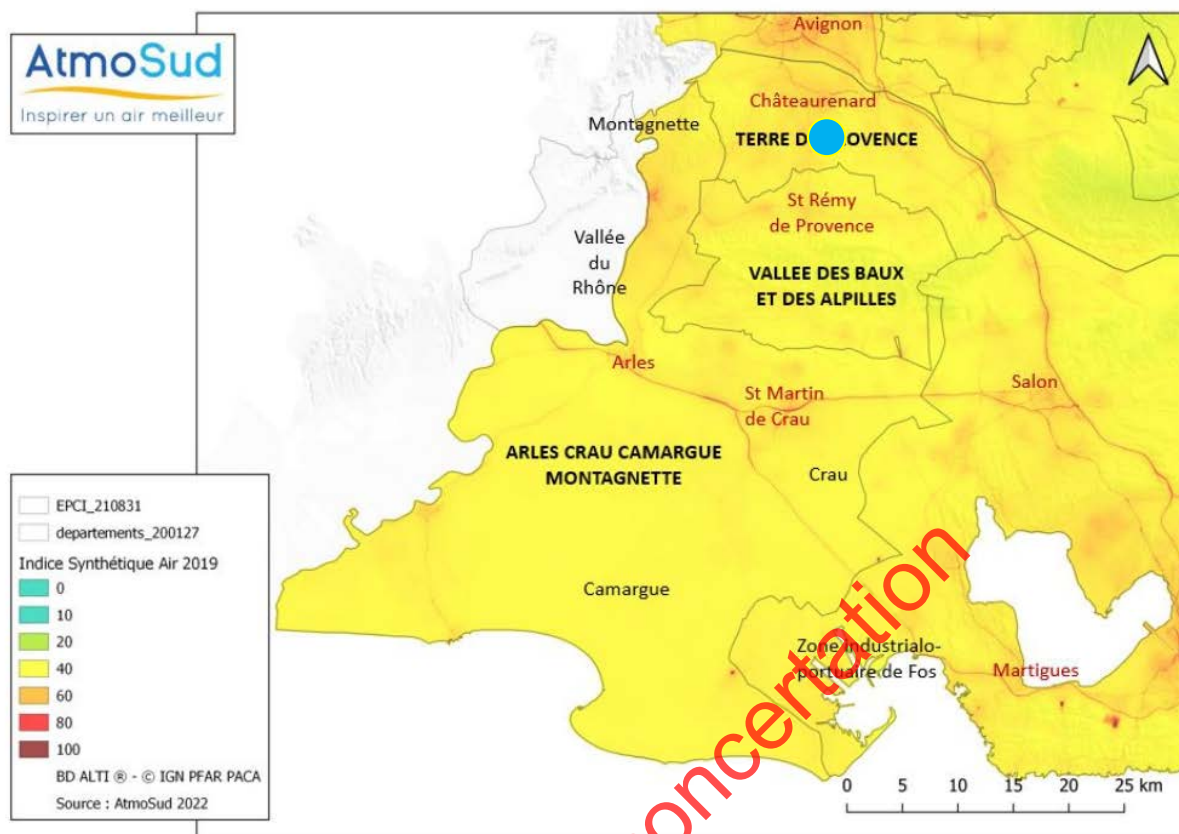 AtmoSud
Inspirer un air meilleur
Avignon
Châteaurenard
Montagnette
TERRE D OVENCE
St Rémy
de Provence
Vallée
du
Rhône
VALLEE DES BAUX
ET DES ALPILLES
Arles
St Martin
de Crau
Salon
ARLES CRAU CAMARGUE
MONTAGNETTE
Crau
Camargue
Zone industrialo-
portuaire de Fos
Martigues
oncertation
EPCI_210831
departements_200127
Indice Synthétique Air 2019
0
10
20
40
60
80
100
BD ALTI ® - © IGN PFAR PACA
Source : AtmoSud 2022
0 5 10 15 20 25 km